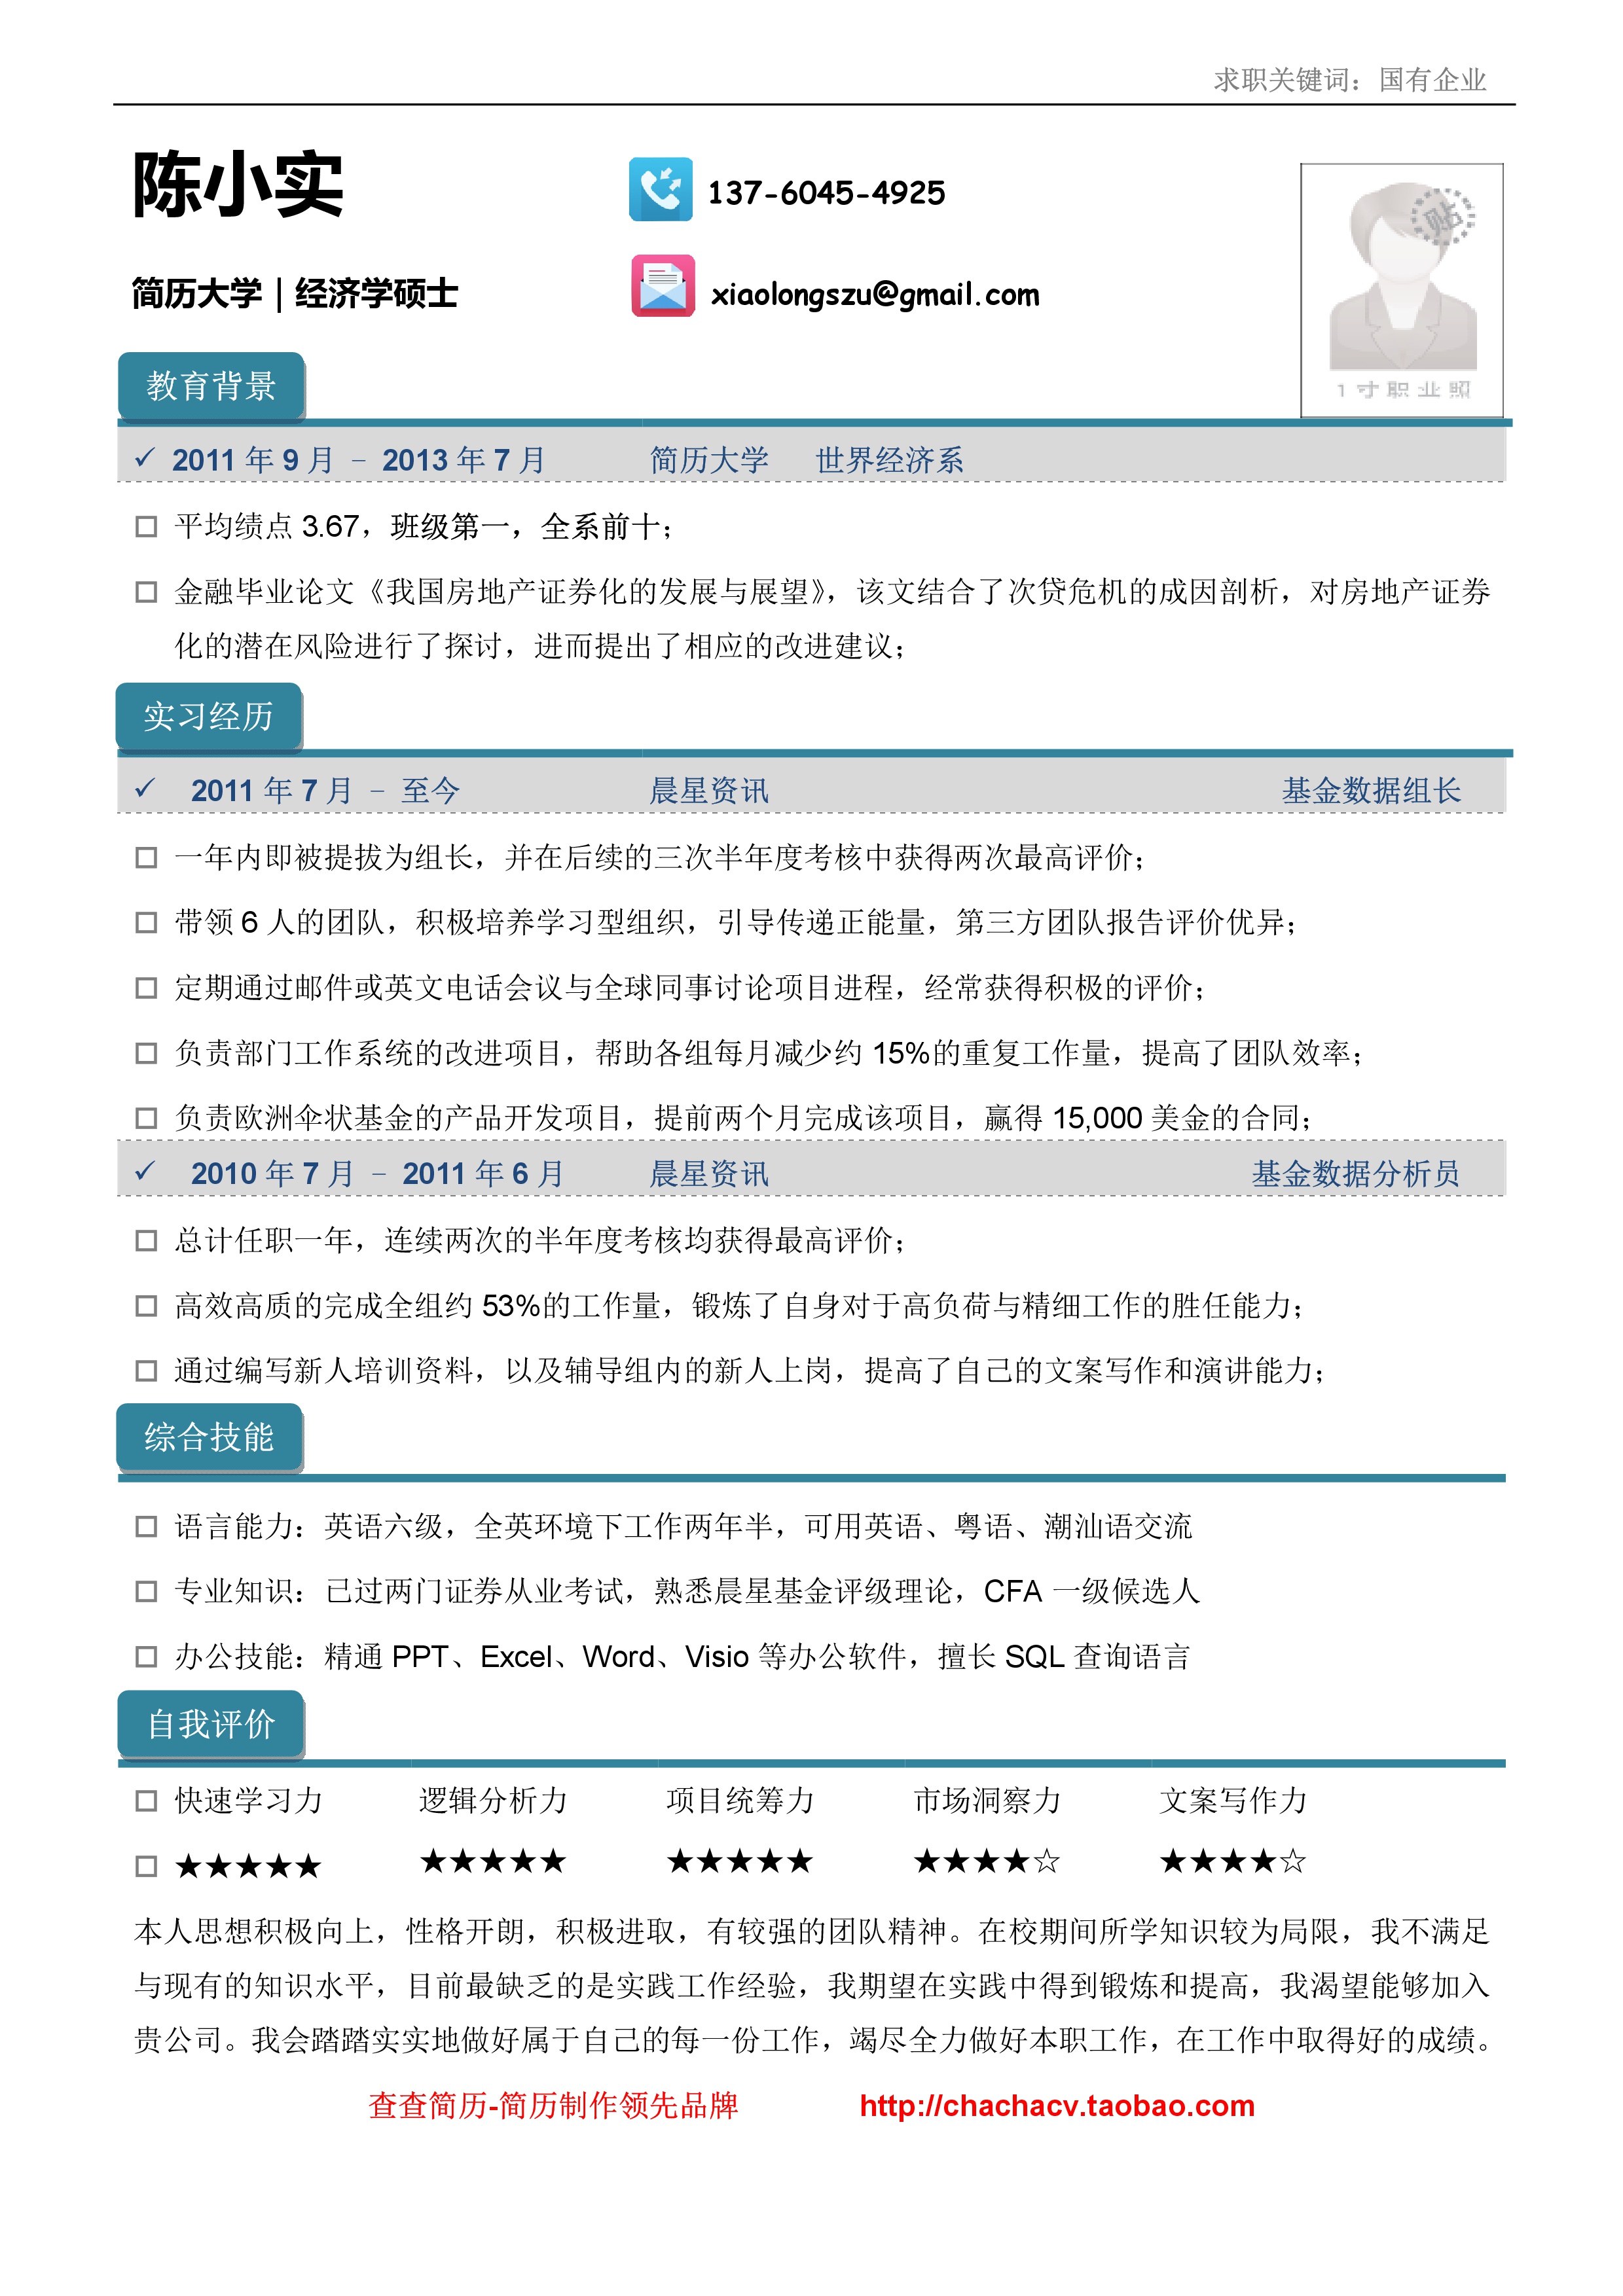 求职关键词：国有企业
陈小实
137-6045-4925
简历大学｜经济学硕士
xiaolongszu@gmail.com
贴
1寸职业照
教育背景
✓ 2011 年 9 月 – 2013 年 7 月 简历大学 世界经济系
□ 平均绩点 3.67，班级第一，全系前十；
□ 金融毕业论文《我国房地产证券化的发展与展望》，该文结合了次贷危机的成因剖析，对房地产证券
化的潜在风险进行了探讨，进而提出了相应的改进建议；
实习经历
✓ 2011 年 7 月 – 至今 晨星资讯 基金数据组长
□ 一年内即被提拔为组长，并在后续的三次半年度考核中获得两次最高评价；
□ 带领 6 人的团队，积极培养学习型组织，引导传递正能量，第三方团队报告评价优异；
□ 定期通过邮件或英文电话会议与全球同事讨论项目进程，经常获得积极的评价；
□ 负责部门工作系统的改进项目，帮助各组每月减少约 15%的重复工作量，提高了团队效率；
□ 负责欧洲伞状基金的产品开发项目，提前两个月完成该项目，赢得 15,000 美金的合同；
✓ 2010 年 7 月 – 2011 年 6 月 晨星资讯 基金数据分析员
□ 总计任职一年，连续两次的半年度考核均获得最高评价；
□ 高效高质的完成全组约 53%的工作量，锻炼了自身对于高负荷与精细工作的胜任能力；
□ 通过编写新人培训资料，以及辅导组内的新人上岗，提高了自己的文案写作和演讲能力；
综合技能
□ 语言能力：英语六级，全英环境下工作两年半，可用英语、粤语、潮汕语交流
□ 专业知识：已过两门证券从业考试，熟悉晨星基金评级理论，CFA 一级候选人
□ 办公技能：精通 PPT、Excel、Word、Visio 等办公软件，擅长 SQL 查询语言
自我评价
□ 快速学习力 逻辑分析力 项目统筹力 市场洞察力 文案写作力
□ ★★★★★ ★★★★★ ★★★★★ ★★★★☆ ★★★★☆
本人思想积极向上，性格开朗，积极进取，有较强的团队精神。在校期间所学知识较为局限，我不满足
与现有的知识水平，目前最缺乏的是实践工作经验，我期望在实践中得到锻炼和提高，我渴望能够加入
贵公司。我会踏踏实实地做好属于自己的每一份工作，竭尽全力做好本职工作，在工作中取得好的成绩。
查查简历-简历制作领先品牌 http://chachacv.taobao.com